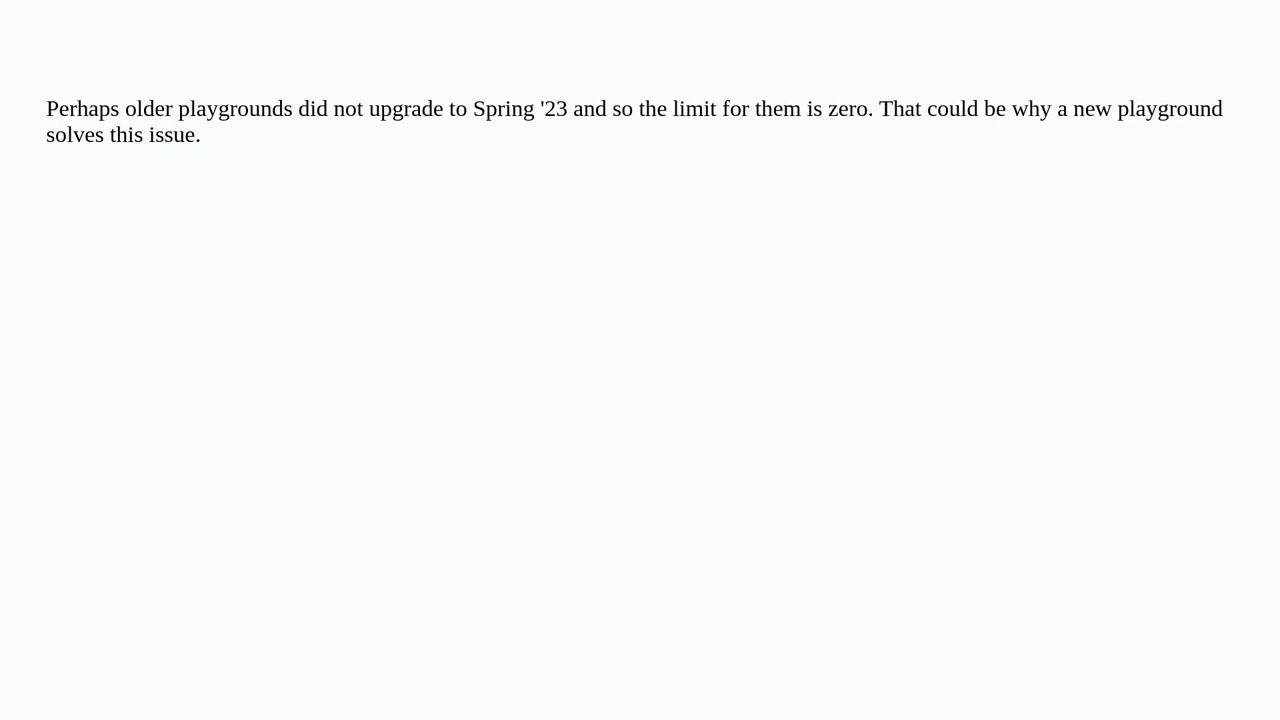 Perhaps older playgrounds did not upgrade to Spring '23 and so the limit for them is zero. That could be why a new playground
solves this issue.